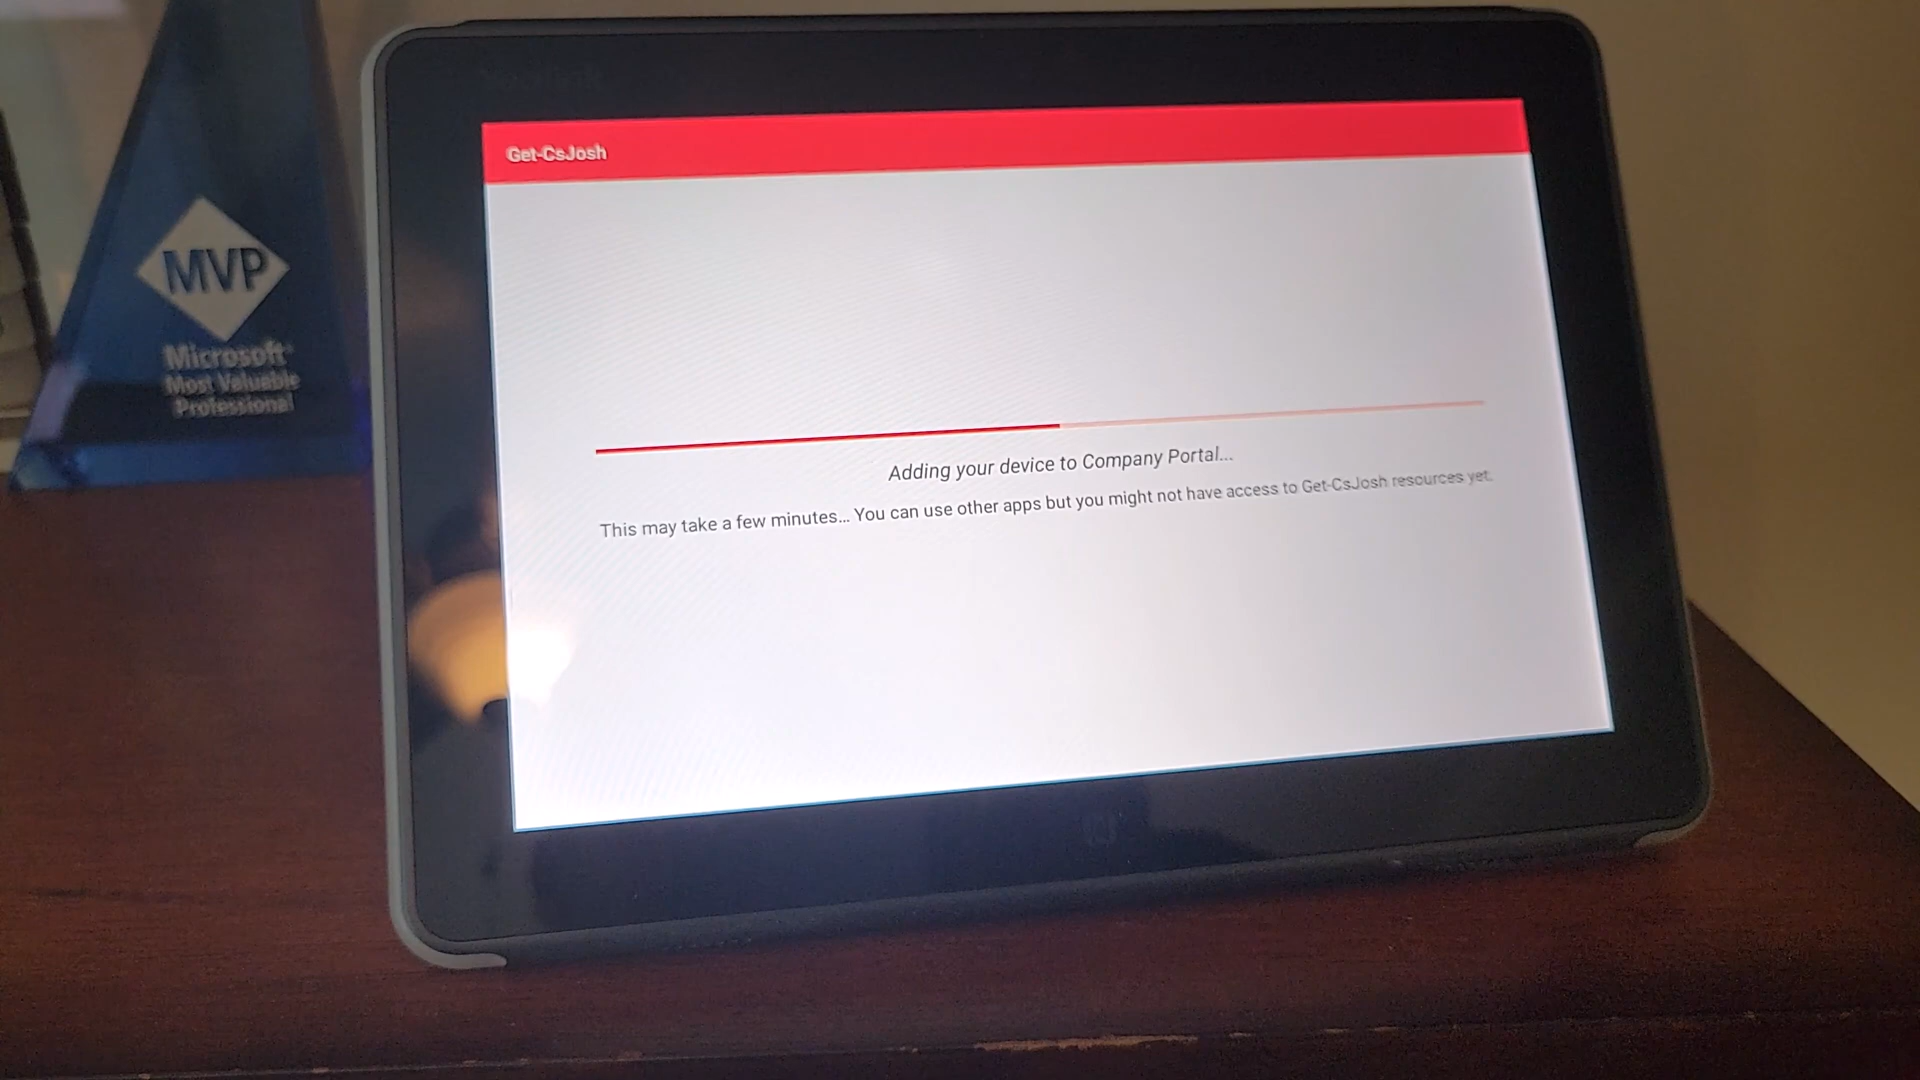 MVP
Microsoft
Most Valuable
Professional
Get-CsJosh
Adding your device to Company Portal...
This may take a few minutes... You can use other apps but you might not have access to Get-CsJosh resources yet.